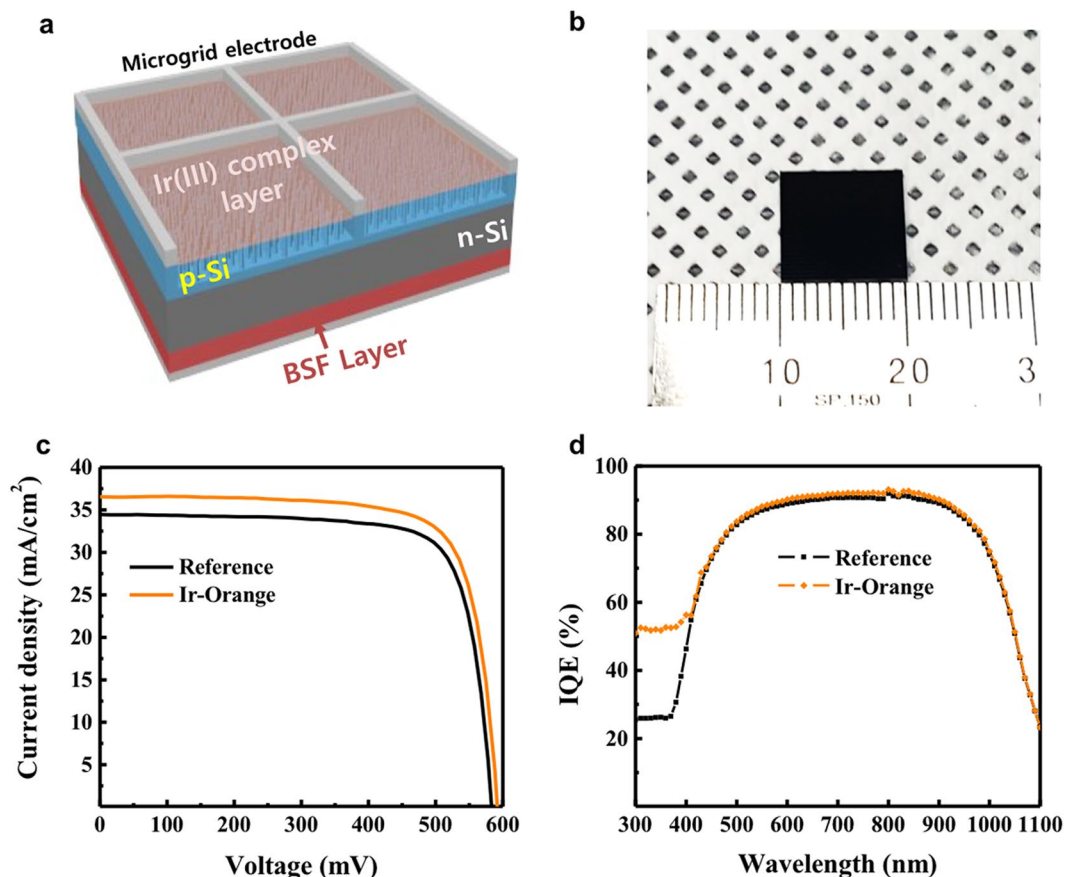 a
Microgrid electrode
Ir(III) complex
layer
p-Si
n-Si
BSF Layer
b
10 20 3
SP.150
c
Current density (mA/cm²)
40
35
30
25
20
15
10
5
Reference
Ir-Orange
0 100 200 300 400 500 600
Voltage (mV)
d
IQE (%)
100
80
60
40
20
Reference
Ir-Orange
300 400 500 600 700 800 900 1000 1100
Wavelength (nm)